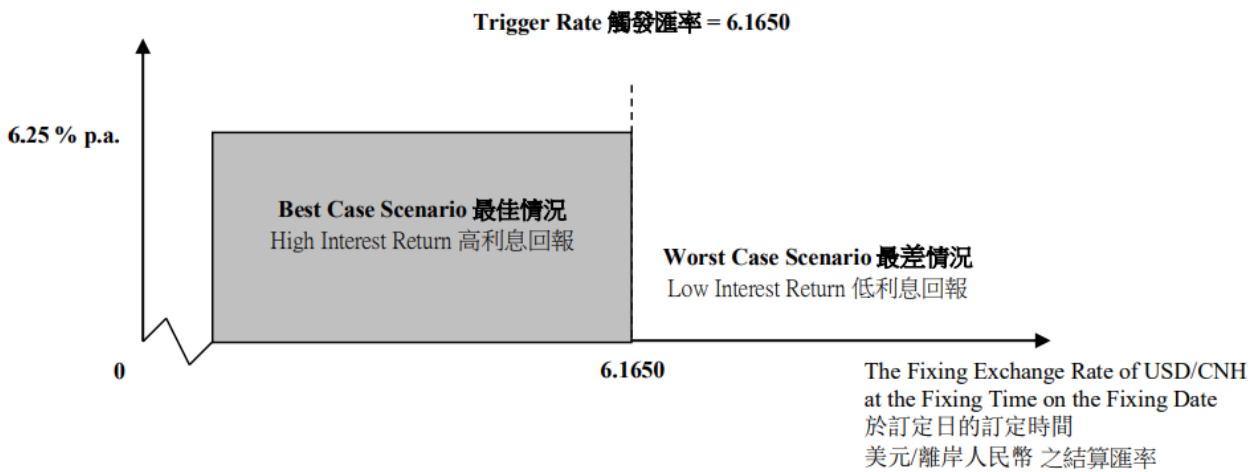 Trigger Rate 觸發匯率 = 6.1650
6.25 % p.a.
Best Case Scenario 最佳情況
High Interest Return 高利息回報
Worst Case Scenario 最差情況
Low Interest Return 低利息回報
0
6.1650
The Fixing Exchange Rate of USD/CNH
at the Fixing Time on the Fixing Date
於訂定日的訂定時間
美元/離岸人民幣 之結算匯率